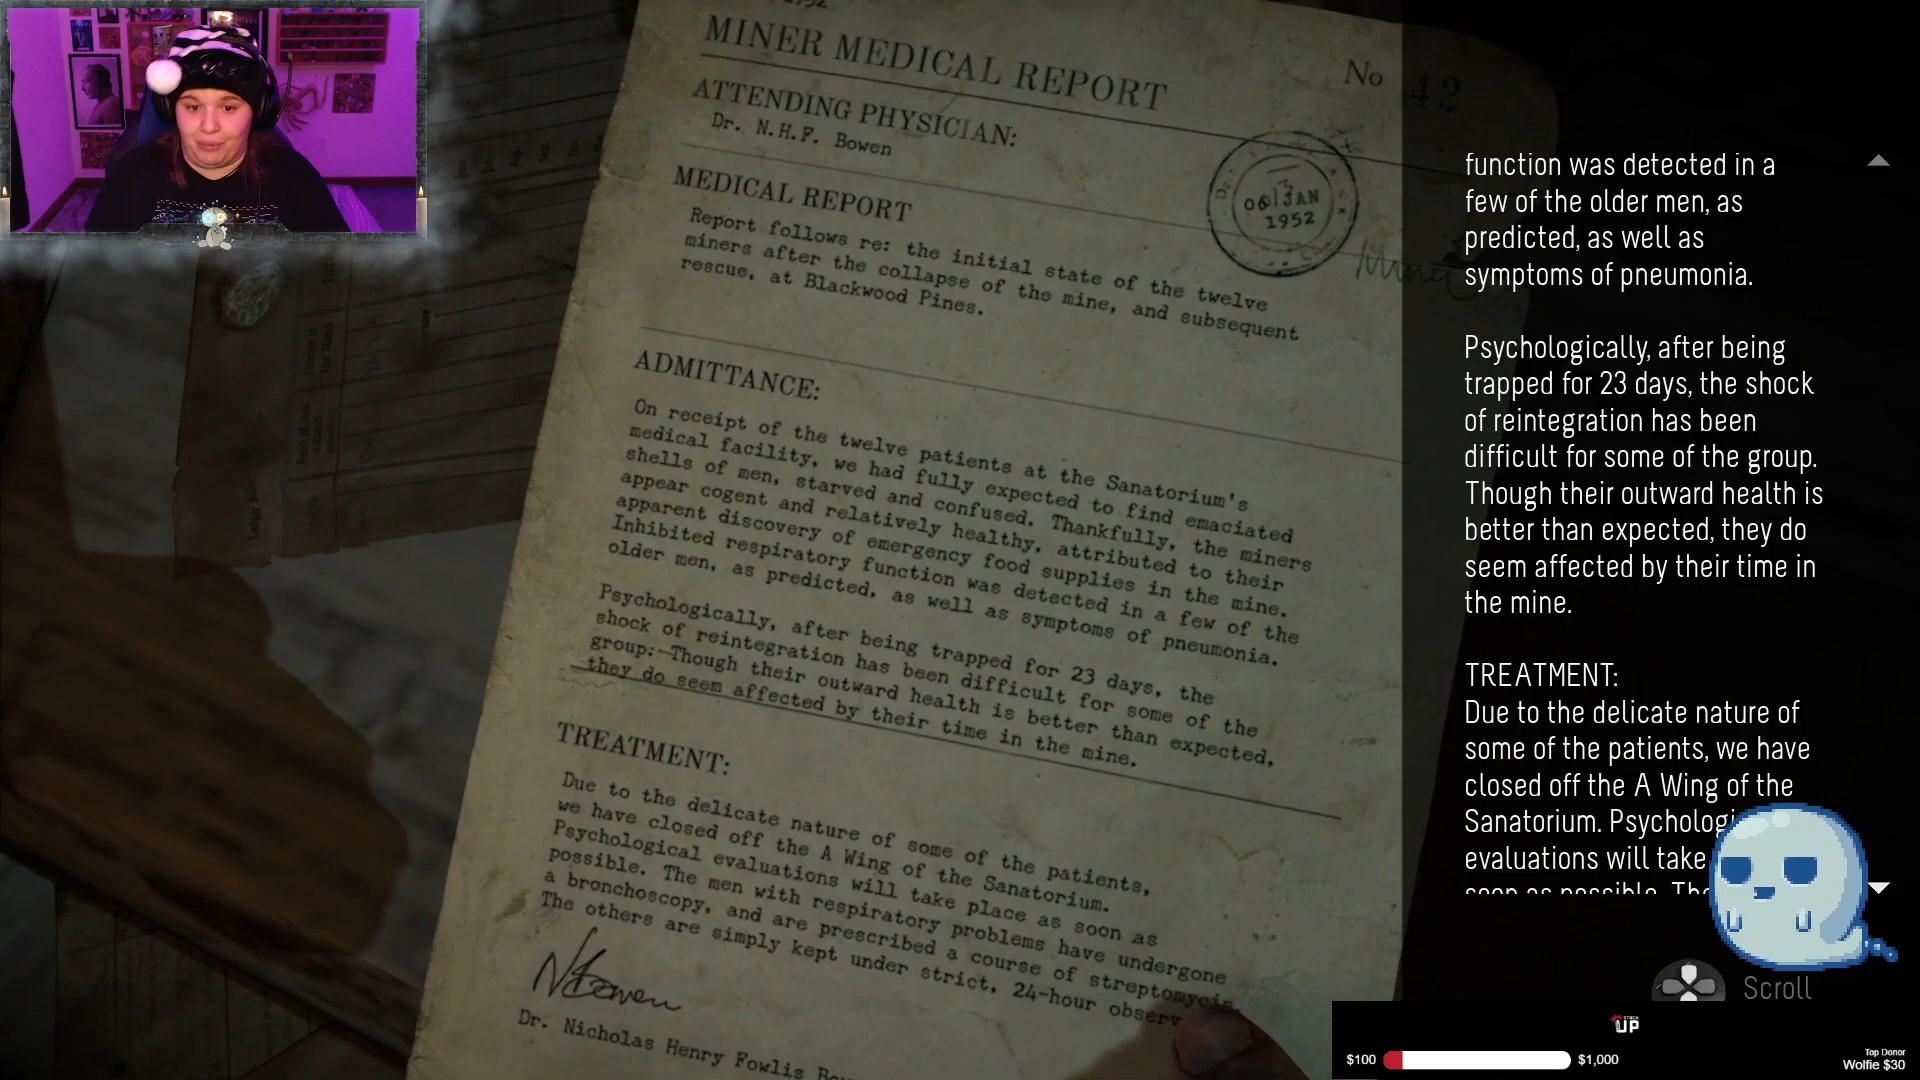 1952
MINER MEDICAL REPORT
No 42
ATTENDING PHYSICIAN:
Dr. N.H.F. Bowen
MEDICAL REPORT
Report follows re: the initial state of the twelve
miners after the collapse of the mine, and subsequent
rescue, at Blackwood Pines.
JAN
1952
ADMITTANCE:
On receipt of the twelve patients at the Sanatorium's
medical facility, we had fully expected to find emaciated
shells of men, starved and confused. Thankfully, the miners
appear cogent and relatively healthy, attributed to their
apparent discovery of emergency food supplies in the mine.
Inhibited respiratory function was detected in a few of the
older men, as predicted, as well as symptoms of pneumonia.
Psychologically, after being trapped for 23 days, the
shock of reintegration has been difficult for some of the
group. Though their outward health is better than expected,
they do seem affected by their time in the mine.
TREATMENT:
Due to the delicate nature of some of the patients,
we have closed off the A Wing of the Sanatorium.
Psychological evaluations will take place as soon as
possible. The men with respiratory problems have undergone
a bronchoscopy, and are prescribed a course of streptomycin
The others are simply kept under strict, 24-hour observ
NBowen
Dr. Nicholas Henry Fowlis Bow
function was detected in a
few of the older men, as
predicted, as well as
symptoms of pneumonia.
Psychologically, after being
trapped for 23 days, the shock
of reintegration has been
difficult for some of the group.
Though their outward health is
better than expected, they do
seem affected by their time in
the mine.
TREATMENT:
Due to the delicate nature of
some of the patients, we have
closed off the A Wing of the
Sanatorium. Psychologi
evaluations will take
soon as possible. The
Scroll
STACK
UP
$100
$1,000
Top Donor
Wolfie $30